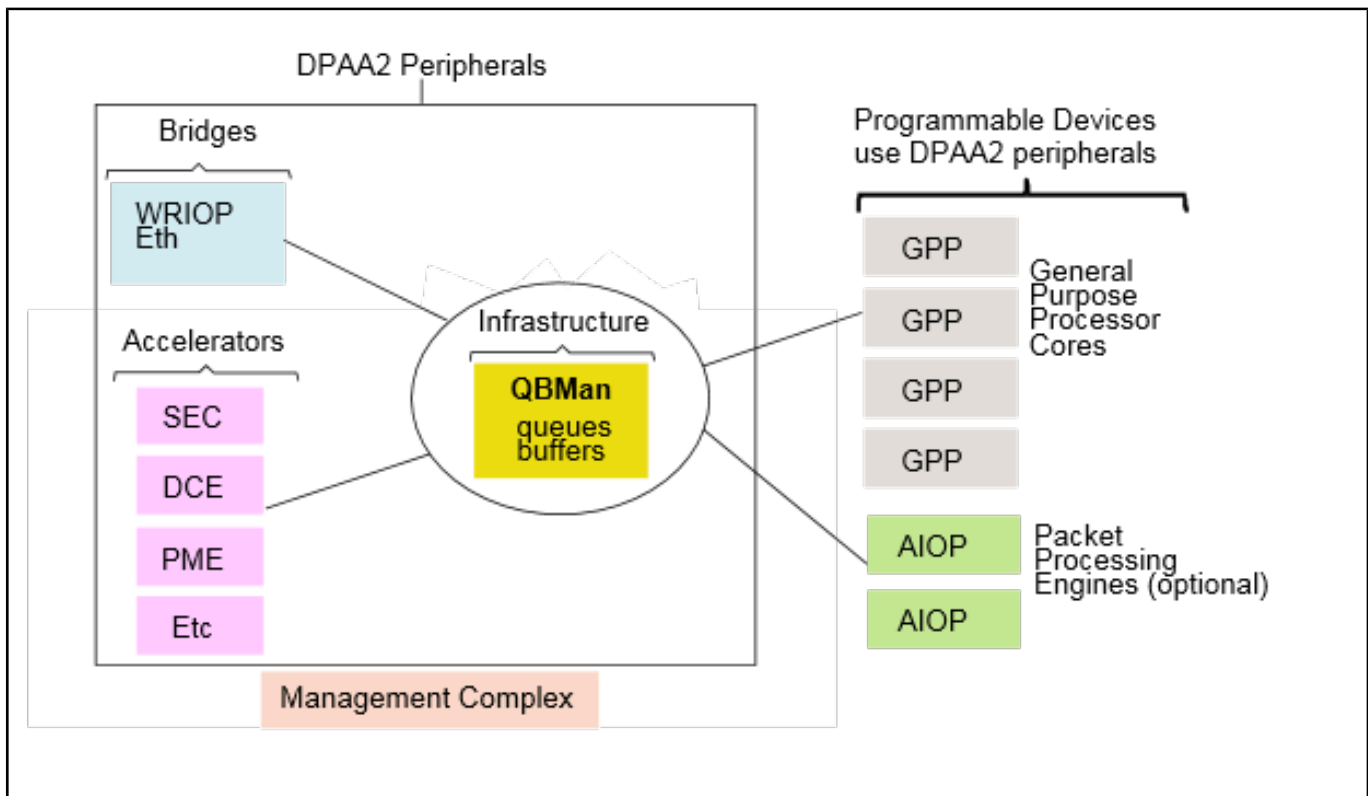 DPAA2 Peripherals
Bridges
WRIOP
Eth
Accelerators
SEC
DCE
PME
Etc
Infrastructure
QBMan
queues
buffers
Management Complex
Programmable Devices
use DPAA2 peripherals
GPP
GPP
GPP
GPP
General
Purpose
Processor
Cores
AIOP
AIOP
Packet
Processing
Engines (optional)